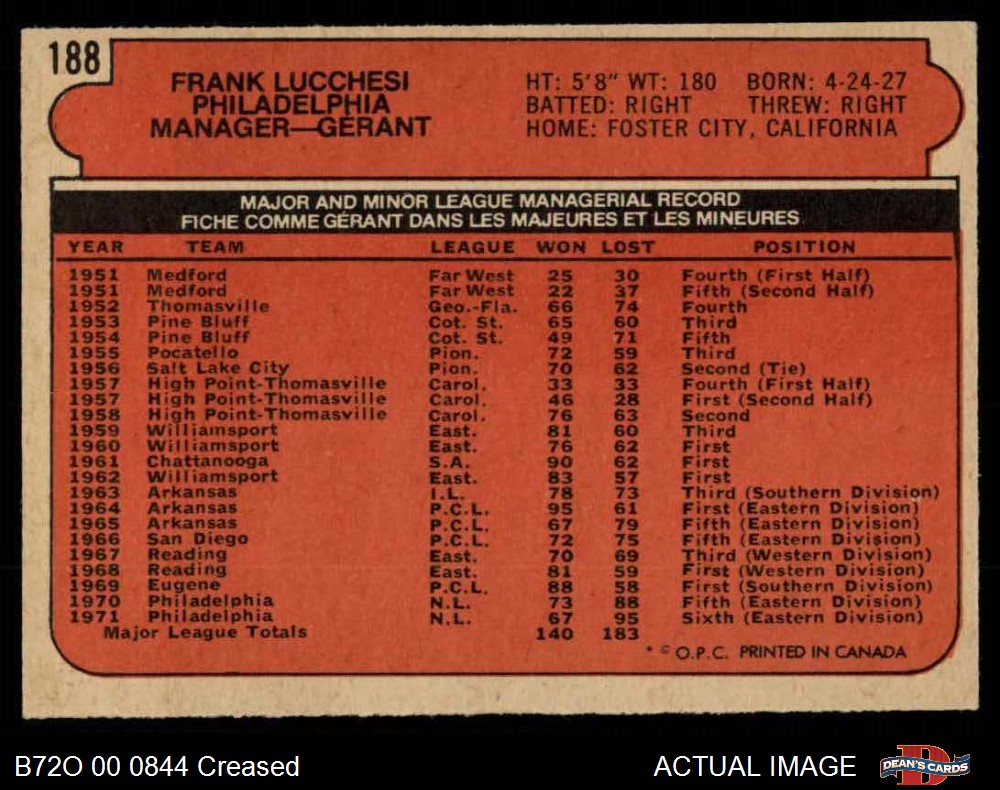 188
FRANK LUCCHESI
PHILADELPHIA
MANAGER—GERANT
HT: 5'8" WT: 180 BORN: 4-24-27
BATTED: RIGHT THREW: RIGHT
HOME: FOSTER CITY, CALIFORNIA
MAJOR AND MINOR LEAGUE MANAGERIAL RECORD
FICHE COMME GÉRANT DANS LES MAJEURES ET LES MINEURES
YEAR TEAM LEAGUE WON LOST POSITION
1951 Medford Far West 25 30 Fourth (First Half)
1951 Medford Far West 22 37 Fifth (Second Half)
1952 Thomasville Geo.-Fla. 66 74 Fourth
1953 Pine Bluff Cot. St. 65 60 Third
1954 Pine Bluff Cot. St. 49 71 Fifth
1955 Pocatello Pion. 72 59 Third
1956 Salt Lake City Pion. 70 62 Second (Tie)
1957 High Point-Thomasville Carol. 33 33 Fourth (First Half)
1957 High Point-Thomasville Carol. 46 28 First (Second Half)
1958 High Point-Thomasville Carol. 76 63 Second
1959 Williamsport East. 81 60 Third
1960 Williamsport East. 76 62 First
1961 Chattanooga S.A. 90 62 First
1962 Williamsport East. 83 57 First
1963 Arkansas I.L. 78 73 Third (Southern Division)
1964 Arkansas P.C.L. 95 61 First (Eastern Division)
1965 Arkansas P.C.L. 67 79 Fifth (Eastern Division)
1966 San Diego P.C.L. 72 75 Fifth (Eastern Division)
1967 Reading East. 70 69 Third (Western Division)
1968 Reading East. 81 59 First (Western Division)
1969 Eugene P.C.L. 88 58 First (Southern Division)
1970 Philadelphia N.L. 73 88 Fifth (Eastern Division)
1971 Philadelphia N.L. 67 95 Sixth (Eastern Division)
Major League Totals 140 183
* © O.P.C. PRINTED IN CANADA
B72O 00 0844 Creased
ACTUAL IMAGE
D
DEAN'S CARDS